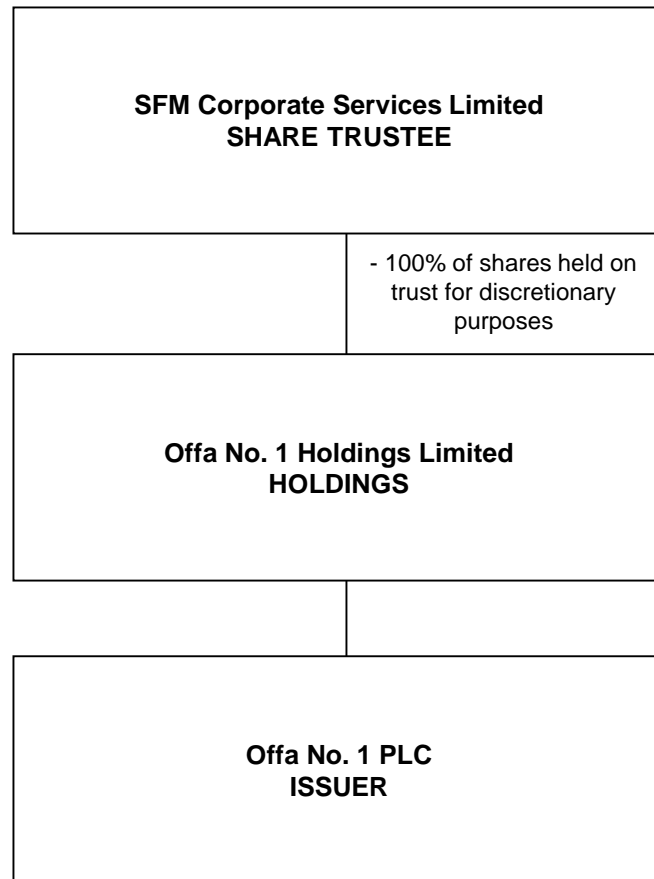 SFM Corporate Services Limited
SHARE TRUSTEE
- 100% of shares held on
trust for discretionary
purposes
Offa No. 1 Holdings Limited
HOLDINGS
Offa No. 1 PLC
ISSUER